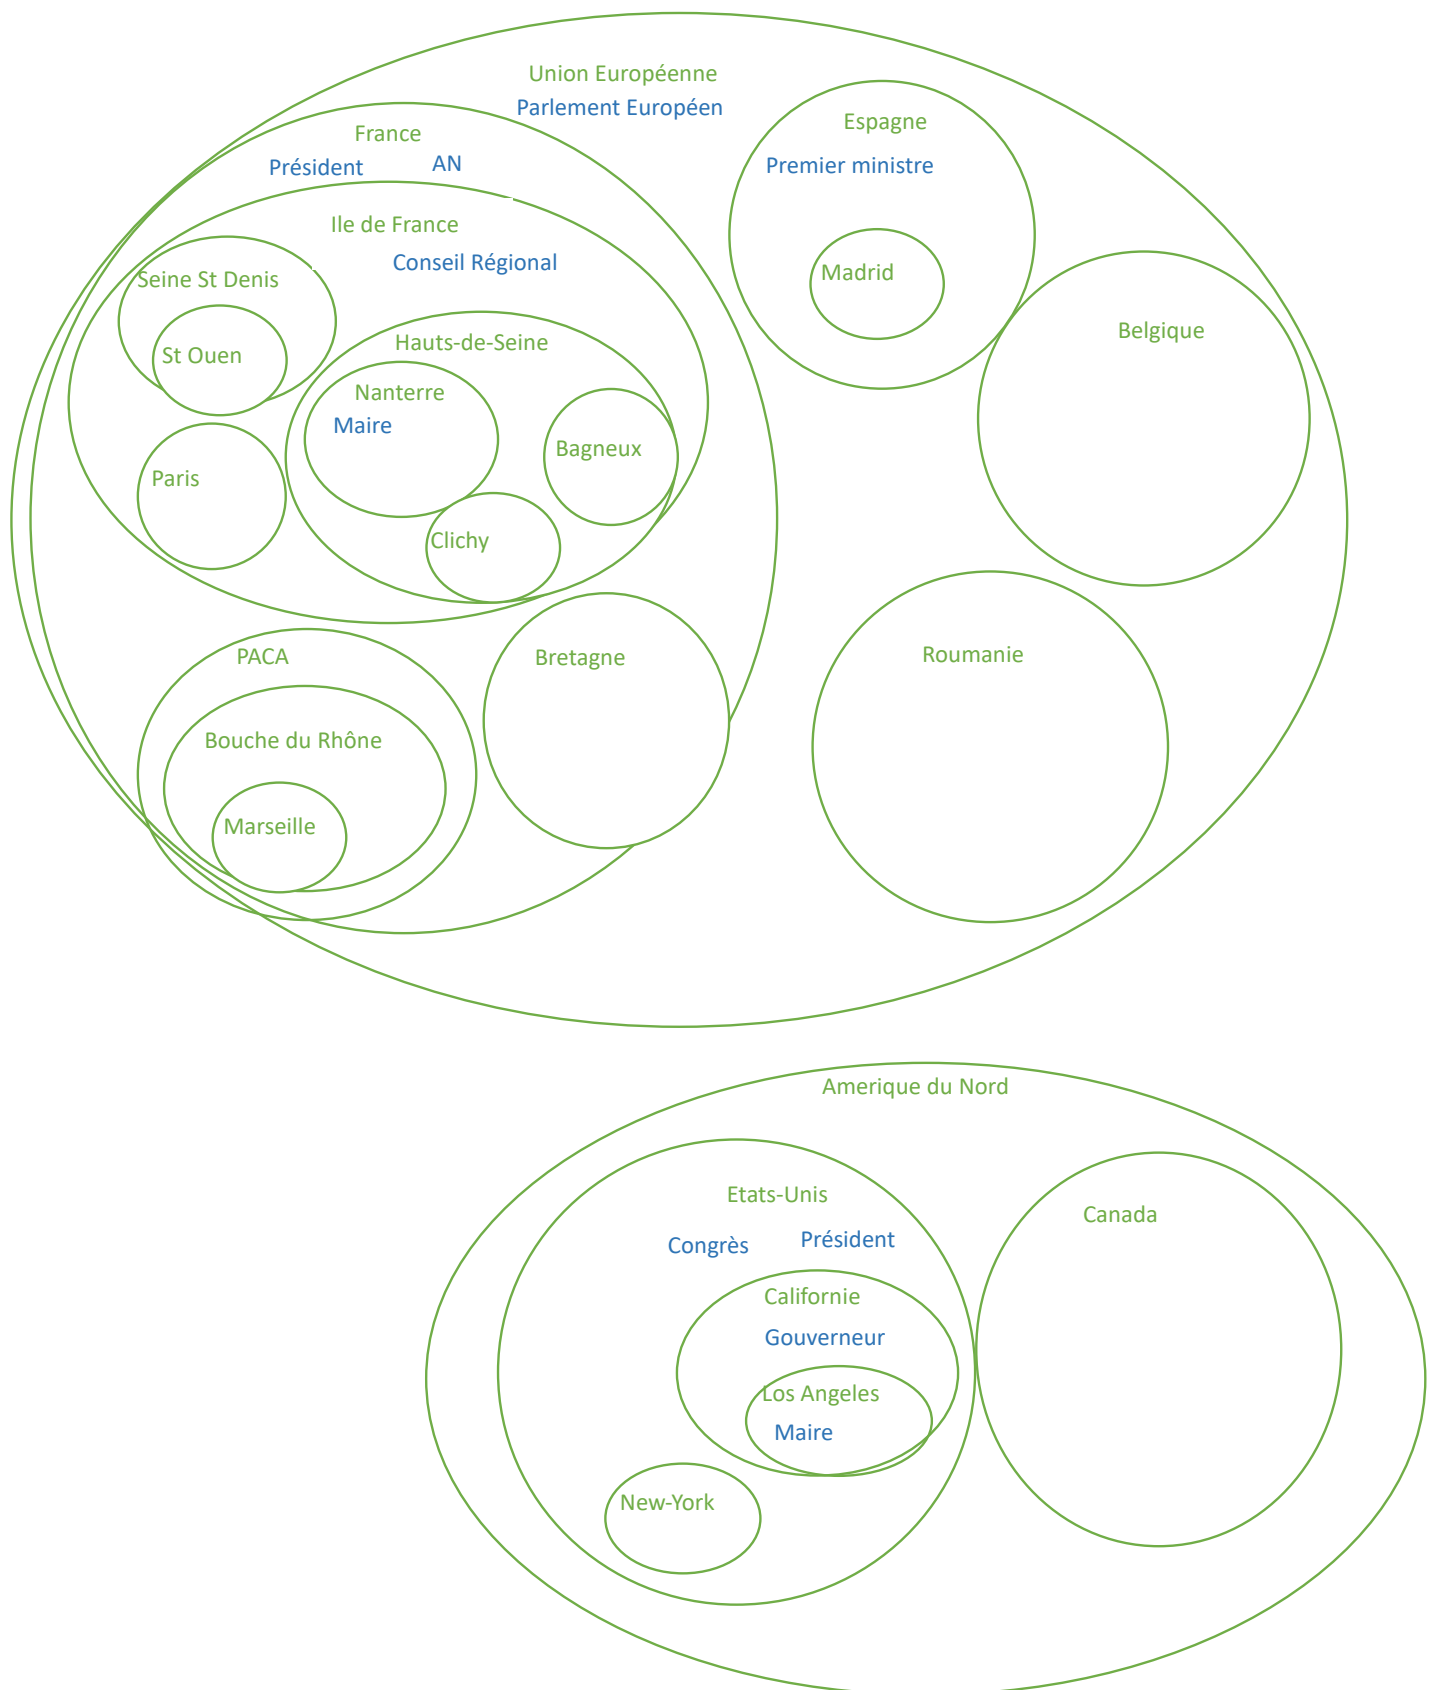 Union Européenne
Parlement Européen
France
Président
AN
Ile de France
Conseil Régional
Seine St Denis
St Ouen
Hauts-de-Seine
Nanterre
Maire
Bagneux
Paris
Clichy
PACA
Bouche du Rhône
Marseille
Bretagne
Espagne
Premier ministre
Madrid
Belgique
Roumanie
Amerique du Nord
Etats-Unis
Congrès
Président
Californie
Gouverneur
Los Angeles
Maire
New-York
Canada